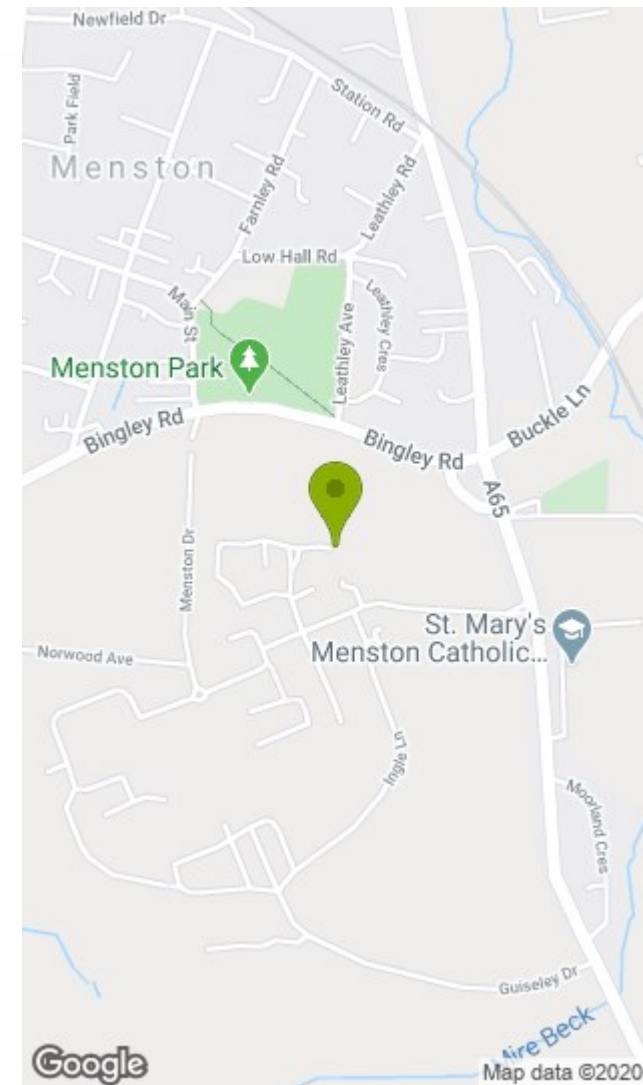 Newfield Dr
Park Field
Station Rd
Menston
Farnley Rd
Leathley Rd
Low Hall Rd
Main St
Leathley Cres
Leathley Ave
Menston Park
Bingley Rd
Buckle Ln
Bingley Rd
A65
Menston Dr
St. Mary's
Menston Catholic...
Norwood Ave
Ingle Ln
Moorland Cres
Guiseley Dr
Mire Beck
Google
Map data ©2020